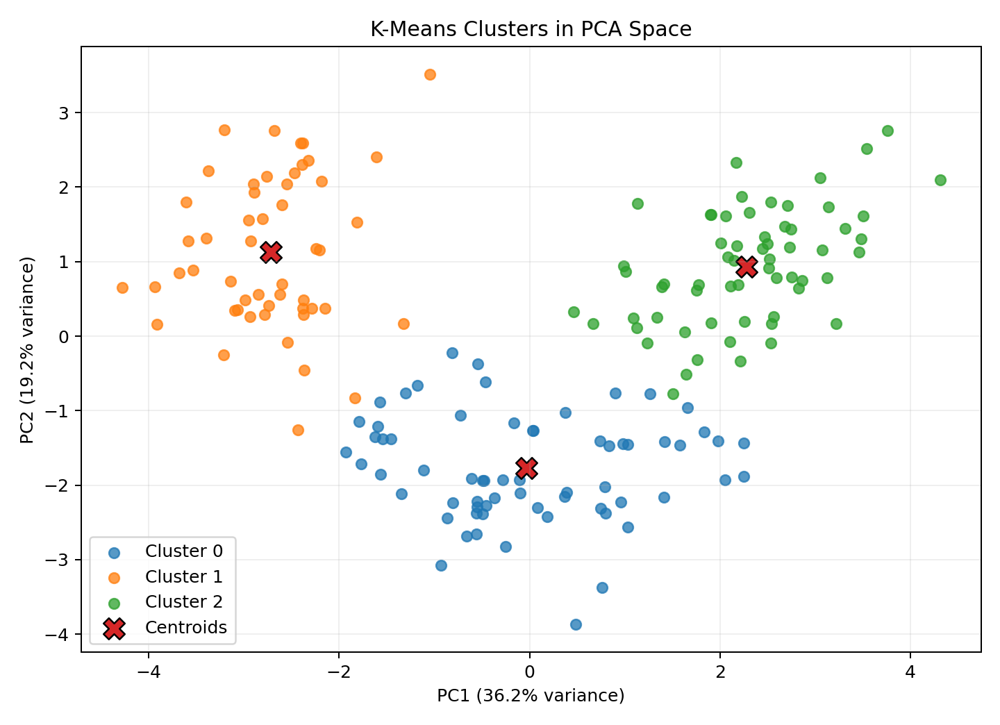 K-Means Clusters in PCA Space
PC2 (19.2% variance)
3
2
1
0
−1
−2
−3
−4
Cluster 0
Cluster 1
Cluster 2
Centroids
−4
−2
0
2
4
PC1 (36.2% variance)